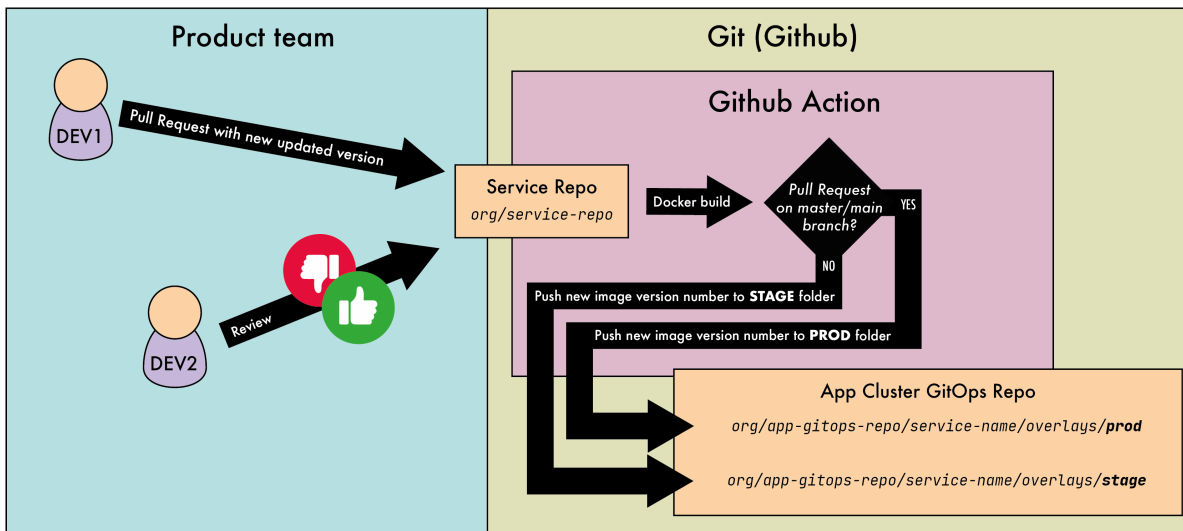 Product team
Git (Github)
DEV1
Pull Request with new updated version
Github Action
Service Repo
org/service-repo
Docker build
Pull Request
on master/main
branch?
YES
NO
Review
DEV2
Push new image version number to STAGE folder
Push new image version number to PROD folder
App Cluster GitOps Repo
org/app-gitops-repo/service-name/overlays/prod
org/app-gitops-repo/service-name/overlays/stage